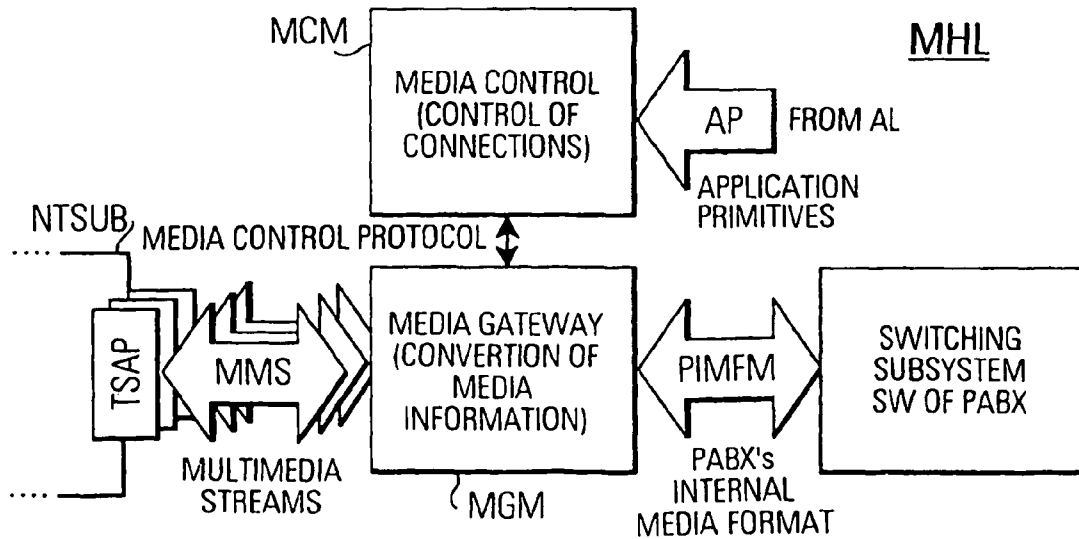 MCM
MHL
MEDIA CONTROL
(CONTROL OF
CONNECTIONS)
AP
FROM AL
APPLICATION
PRIMITIVES
NTSUB
MEDIA CONTROL PROTOCOL
TSAP
MMS
MULTIMEDIA
STREAMS
MEDIA GATEWAY
(CONVERTION OF
MEDIA
INFORMATION)
MGM
PIMFM
PABX's
INTERNAL
MEDIA FORMAT
SWITCHING
SUBSYSTEM
SW OF PABX